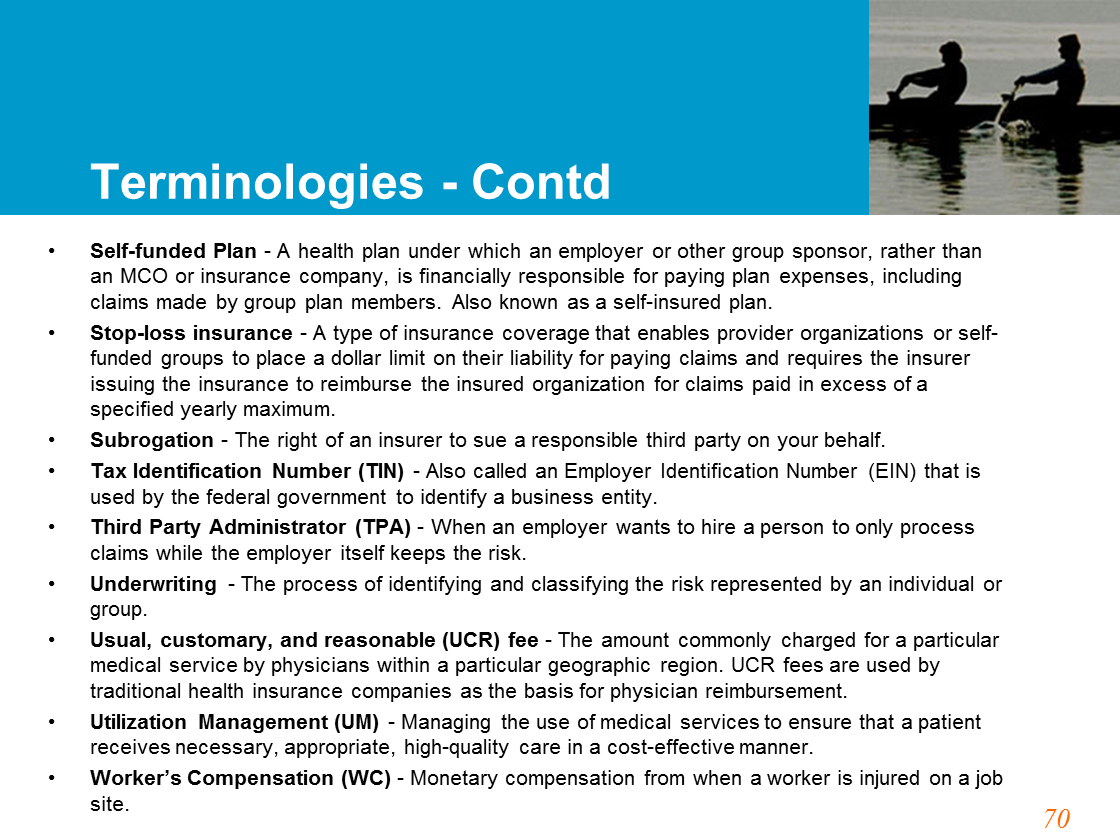 Terminologies - Contd
• Self-funded Plan - A health plan under which an employer or other group sponsor, rather than
an MCO or insurance company, is financially responsible for paying plan expenses, including
claims made by group plan members. Also known as a self-insured plan.
• Stop-loss insurance - A type of insurance coverage that enables provider organizations or self-
funded groups to place a dollar limit on their liability for paying claims and requires the insurer
issuing the insurance to reimburse the insured organization for claims paid in excess of a
specified yearly maximum.
• Subrogation - The right of an insurer to sue a responsible third party on your behalf.
• Tax Identification Number (TIN) - Also called an Employer Identification Number (EIN) that is
used by the federal government to identify a business entity.
• Third Party Administrator (TPA) - When an employer wants to hire a person to only process
claims while the employer itself keeps the risk.
• Underwriting - The process of identifying and classifying the risk represented by an individual or
group.
• Usual, customary, and reasonable (UCR) fee - The amount commonly charged for a particular
medical service by physicians within a particular geographic region. UCR fees are used by
traditional health insurance companies as the basis for physician reimbursement.
• Utilization Management (UM) - Managing the use of medical services to ensure that a patient
receives necessary, appropriate, high-quality care in a cost-effective manner.
• Worker’s Compensation (WC) - Monetary compensation from when a worker is injured on a job
site.
70